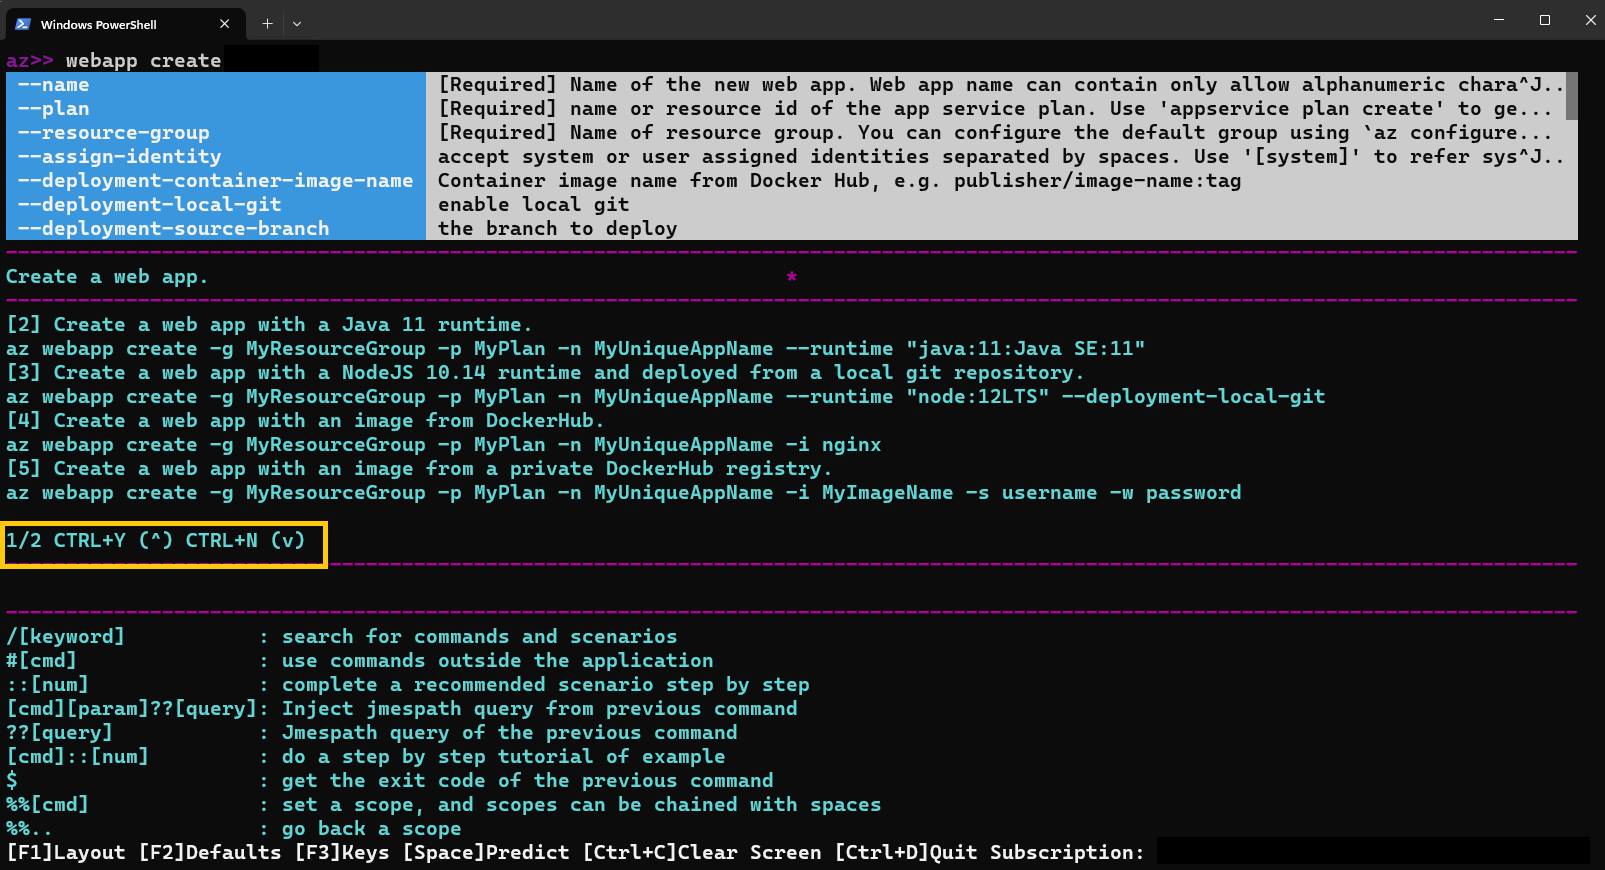 Windows PowerShell
az>> webapp create
--name [Required] Name of the new web app. Web app name can contain only allow alphanumeric chara^J..
--plan [Required] name or resource id of the app service plan. Use 'appservice plan create' to ge...
--resource-group [Required] Name of resource group. You can configure the default group using `az configure...
--assign-identity accept system or user assigned identities separated by spaces. Use '[system]' to refer sys^J..
--deployment-container-image-name Container image name from Docker Hub, e.g. publisher/image-name:tag
--deployment-local-git enable local git
--deployment-source-branch the branch to deploy
Create a web app. *
[2] Create a web app with a Java 11 runtime.
az webapp create -g MyResourceGroup -p MyPlan -n MyUniqueAppName --runtime "java:11:Java SE:11"
[3] Create a web app with a NodeJS 10.14 runtime and deployed from a local git repository.
az webapp create -g MyResourceGroup -p MyPlan -n MyUniqueAppName --runtime "node:12LTS" --deployment-local-git
[4] Create a web app with an image from DockerHub.
az webapp create -g MyResourceGroup -p MyPlan -n MyUniqueAppName -i nginx
[5] Create a web app with an image from a private DockerHub registry.
az webapp create -g MyResourceGroup -p MyPlan -n MyUniqueAppName -i MyImageName -s username -w password
1/2 CTRL+Y (^) CTRL+N (v)
/[keyword] : search for commands and scenarios
#[cmd] : use commands outside the application
::[num] : complete a recommended scenario step by step
[cmd][param]??[query]: Inject jmespath query from previous command
??[query] : Jmespath query of the previous command
[cmd]::[num] : do a step by step tutorial of example
$ : get the exit code of the previous command
%%[cmd] : set a scope, and scopes can be chained with spaces
%%.. : go back a scope
[F1]Layout [F2]Defaults [F3]Keys [Space]Predict [Ctrl+C]Clear Screen [Ctrl+D]Quit Subscription: